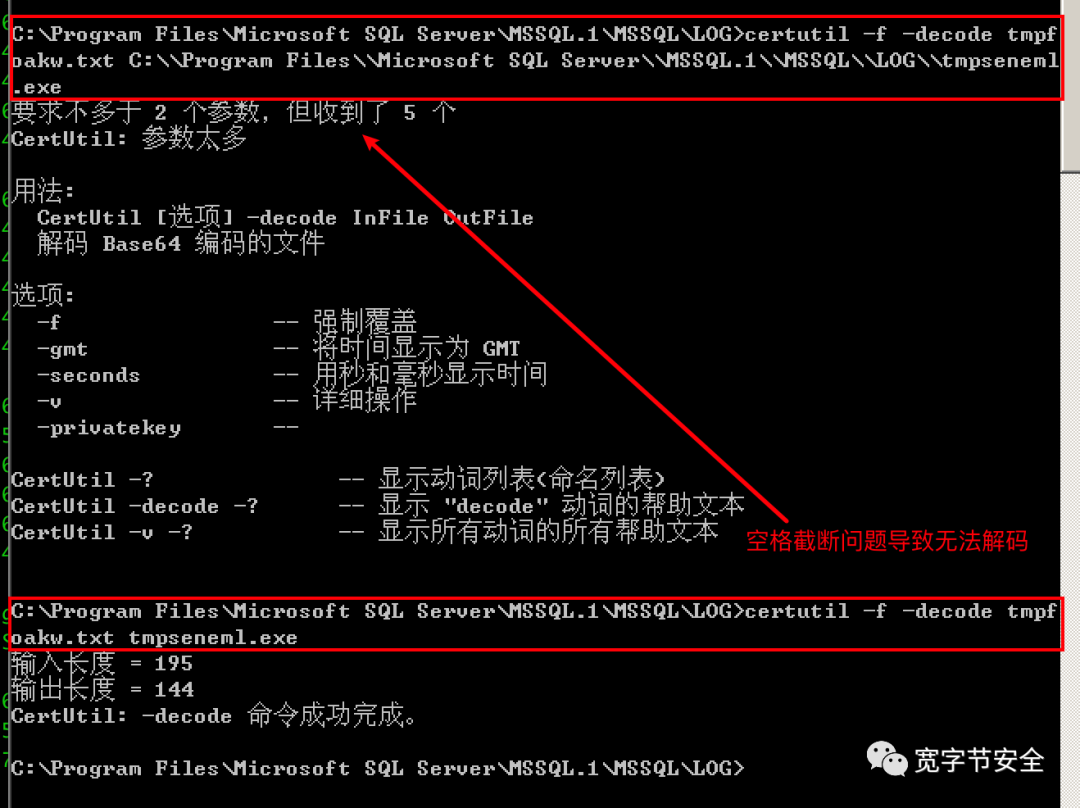 C:\Program Files\Microsoft SQL Server\MSSQL.1\MSSQL\LOG>certutil -f -decode tmpf
oakw.txt C:\\Program Files\\Microsoft SQL Server\\MSSQL.1\\MSSQL\\LOG\\tmpseneml
.exe
要求不多于 2 个参数, 但收到了 5 个
CertUtil: 参数太多
用法:
CertUtil [选项] -decode InFile OutFile
解码 Base64 编码的文件
选项:
-f -- 强制覆盖
-gmt -- 将时间显示为 GMT
-seconds -- 用秒和毫秒显示时间
-v -- 详细操作
-privatekey --
CertUtil -? -- 显示动词列表(命名列表)
CertUtil -decode -? -- 显示 "decode" 动词的帮助文本
CertUtil -v -? -- 显示所有动词的所有帮助文本
空格截断问题导致无法解码
C:\Program Files\Microsoft SQL Server\MSSQL.1\MSSQL\LOG>certutil -f -decode tmpf
oakw.txt tmpseneml.exe
输入长度 = 195
输出长度 = 144
CertUtil: -decode 命令成功完成。
C:\Program Files\Microsoft SQL Server\MSSQL.1\MSSQL\LOG>
宽字节安全